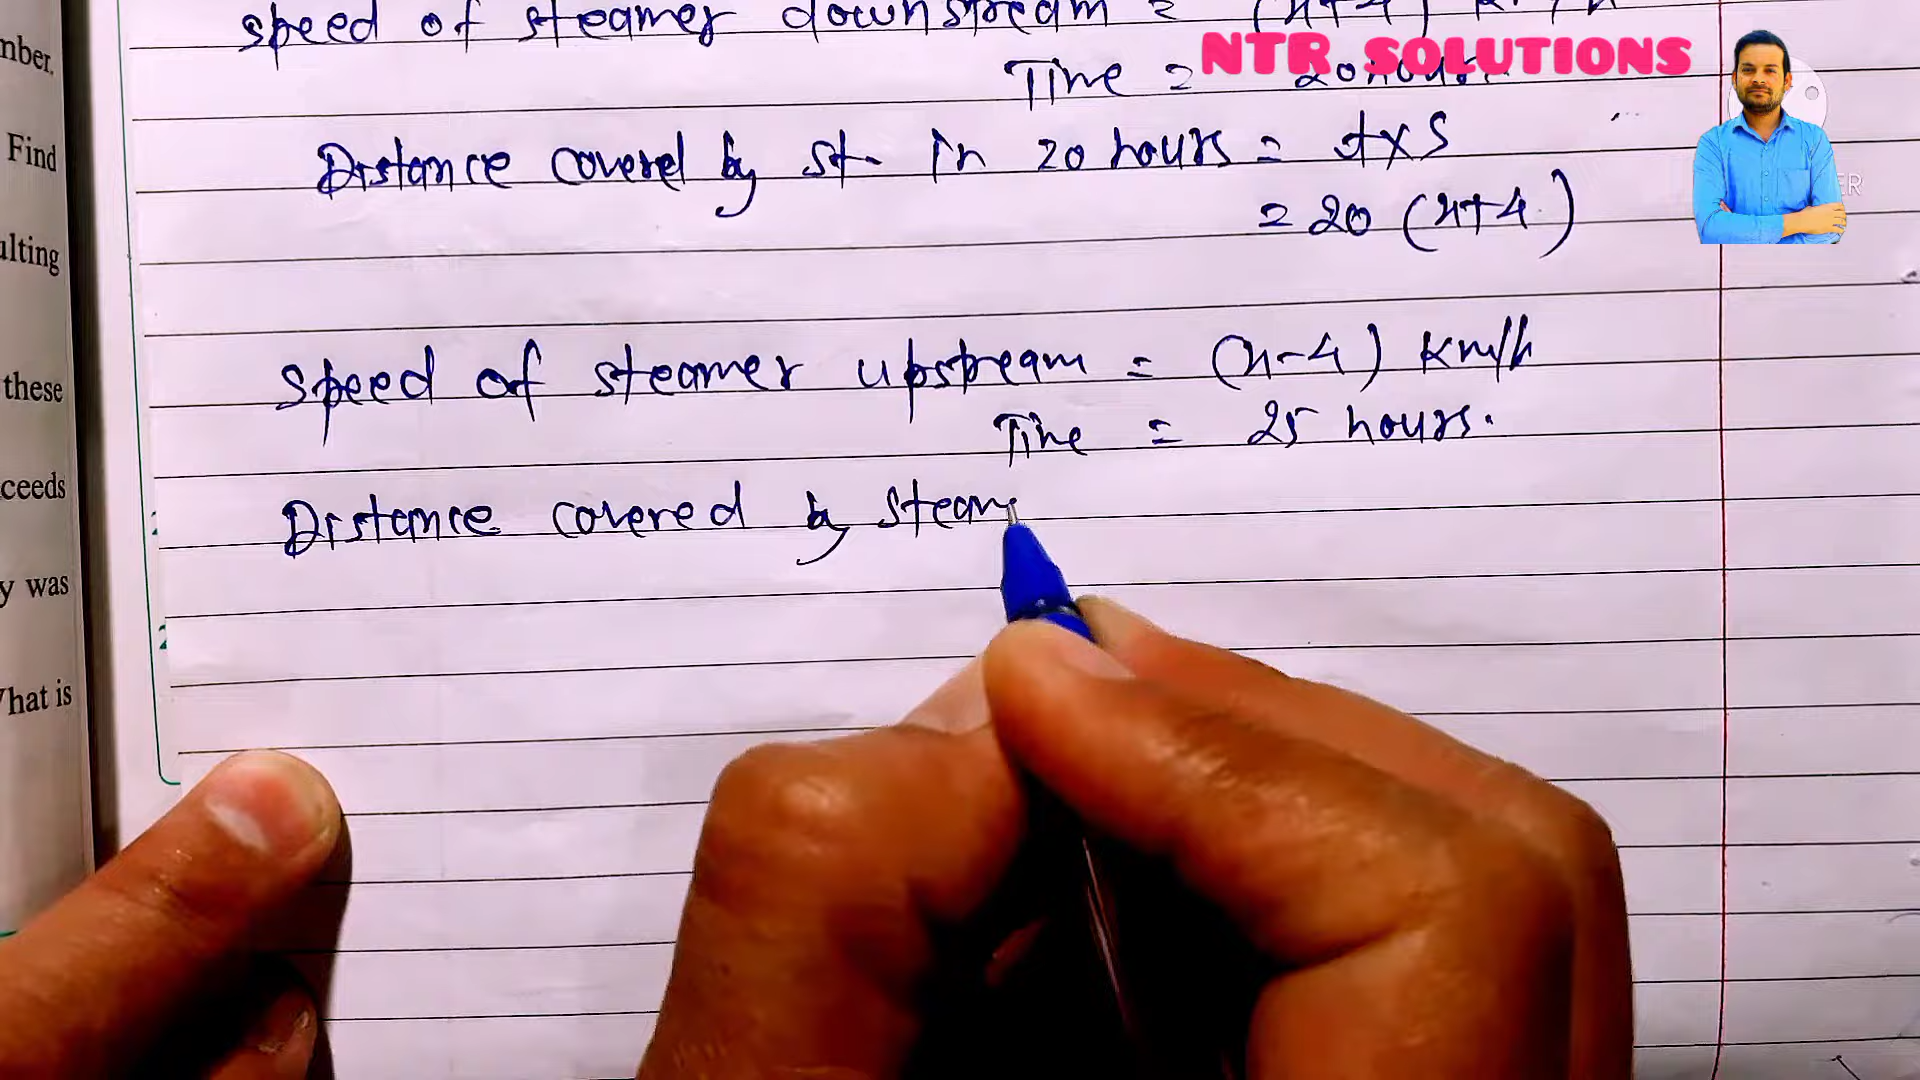 speed of steamer downstream = (x+4) km/h
NTR SOLUTIONS
Time = 20 hours.
Distance covered by St. in 20 hours = t×s
= 20 (x+4)
Speed of steamer upstream = (x-4) Km/h
Time = 25 hours.
Distance covered by steam
mber.
Find
ulting
these
ceeds
y was
What is